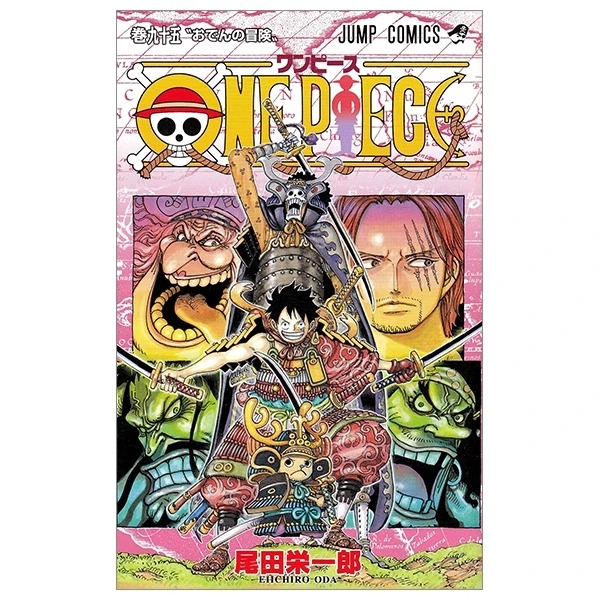 巻九十五 〝おでんの冒険〟
JUMP COMICS
ワンピース
ONE PIECE
尾田栄一郎
EIICHIRO ODA